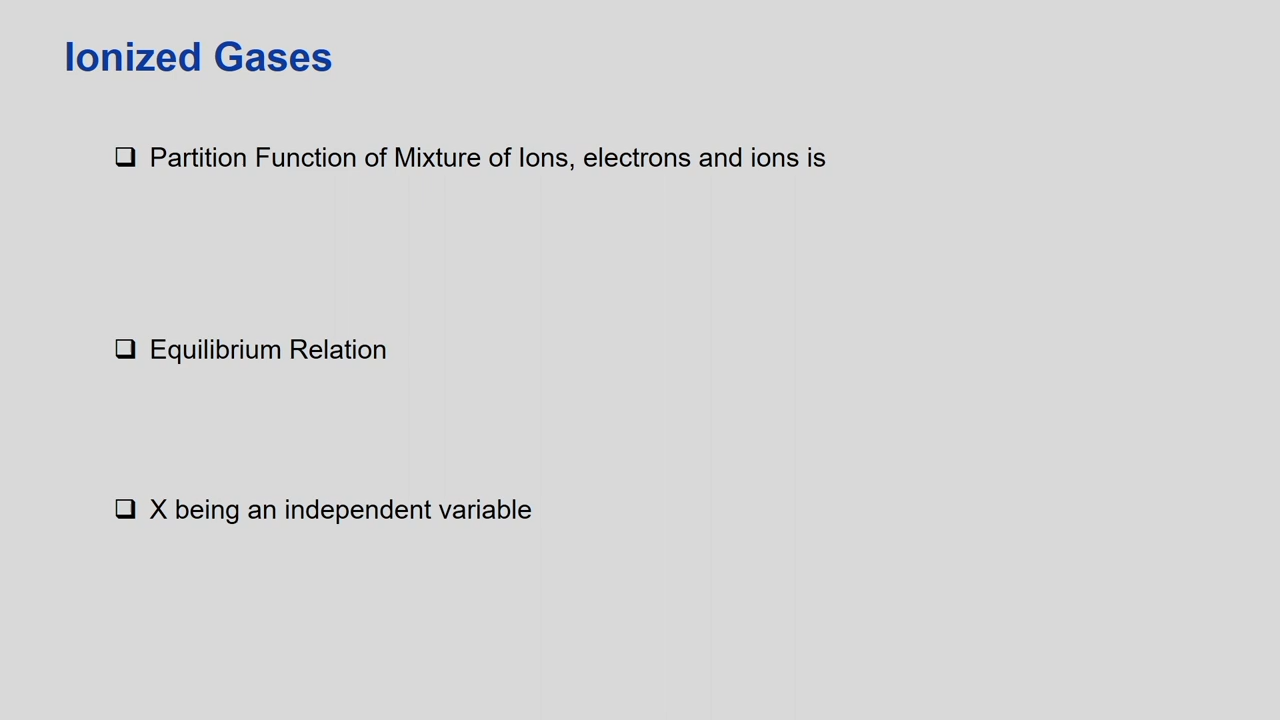 Ionized Gases
❑ Partition Function of Mixture of Ions, electrons and ions is
❑ Equilibrium Relation
❑ X being an independent variable